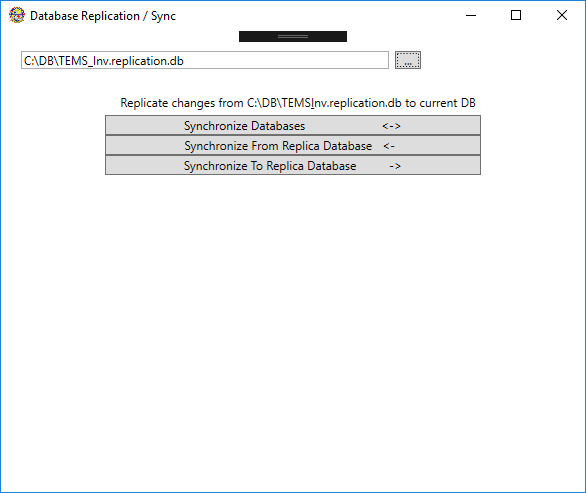 Database Replication / Sync
C:\DB\TEMS_Inv.replication.db
...
Replicate changes from C:\DB\TEMSInv.replication.db to current DB
Synchronize Databases <->
Synchronize From Replica Database <-
Synchronize To Replica Database ->